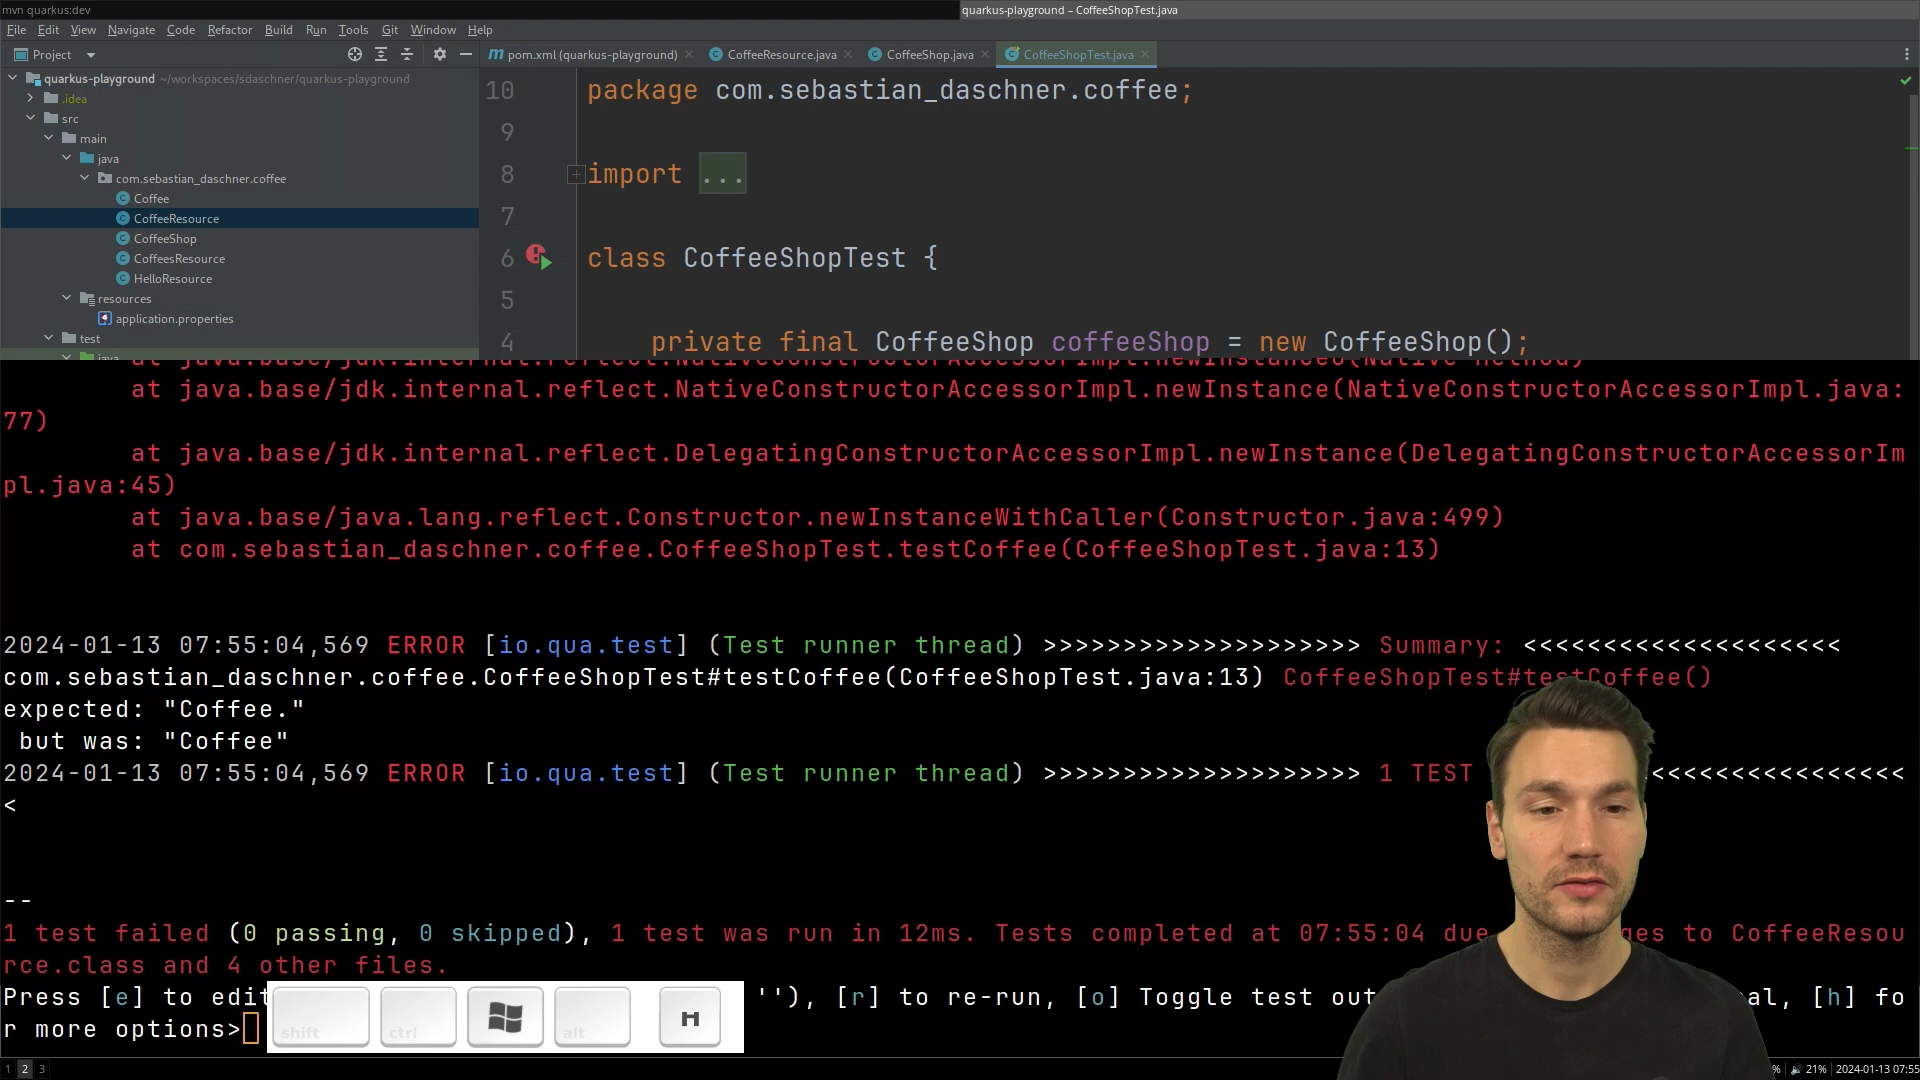 mvn quarkus:dev
quarkus-playground – CoffeeShopTest.java
File Edit View Navigate Code Refactor Build Run Tools Git Window Help
Project
pom.xml (quarkus-playground)
CoffeeResource.java
CoffeeShop.java
CoffeeShopTest.java
quarkus-playground ~/workspaces/sdaschner/quarkus-playground
.idea
src
main
java
com.sebastian_daschner.coffee
Coffee
CoffeeResource
CoffeeShop
CoffeesResource
HelloResource
resources
application.properties
test
java
10 package com.sebastian_daschner.coffee;
9
8 import ...
7
6 class CoffeeShopTest {
5
4 private final CoffeeShop coffeeShop = new CoffeeShop();
at java.base/jdk.internal.reflect.NativeConstructorAccessorImpl.newInstance0(Native Method)
at java.base/jdk.internal.reflect.NativeConstructorAccessorImpl.newInstance(NativeConstructorAccessorImpl.java:
77)
at java.base/jdk.internal.reflect.DelegatingConstructorAccessorImpl.newInstance(DelegatingConstructorAccessorIm
pl.java:45)
at java.base/java.lang.reflect.Constructor.newInstanceWithCaller(Constructor.java:499)
at com.sebastian_daschner.coffee.CoffeeShopTest.testCoffee(CoffeeShopTest.java:13)
2024-01-13 07:55:04,569 ERROR [io.qua.test] (Test runner thread) >>>>>>>>>>>>>>>>>>>> Summary: <<<<<<<<<<<<<<<<<<<<
com.sebastian_daschner.coffee.CoffeeShopTest#testCoffee(CoffeeShopTest.java:13) CoffeeShopTest#testCoffee()
expected: "Coffee."
but was: "Coffee"
2024-01-13 07:55:04,569 ERROR [io.qua.test] (Test runner thread) >>>>>>>>>>>>>>>>>>>> 1 TEST <<<<<<<<<<<<<<<<
<
--
1 test failed (0 passing, 0 skipped), 1 test was run in 12ms. Tests completed at 07:55:04 due to CoffeeResou
rce.class and 4 other files.
Press [e] to edit ''), [r] to re-run, [o] Toggle test out [h] fo
r more options>
shift ctrl alt H
1 2 3
% 21% 2024-01-13 07:55